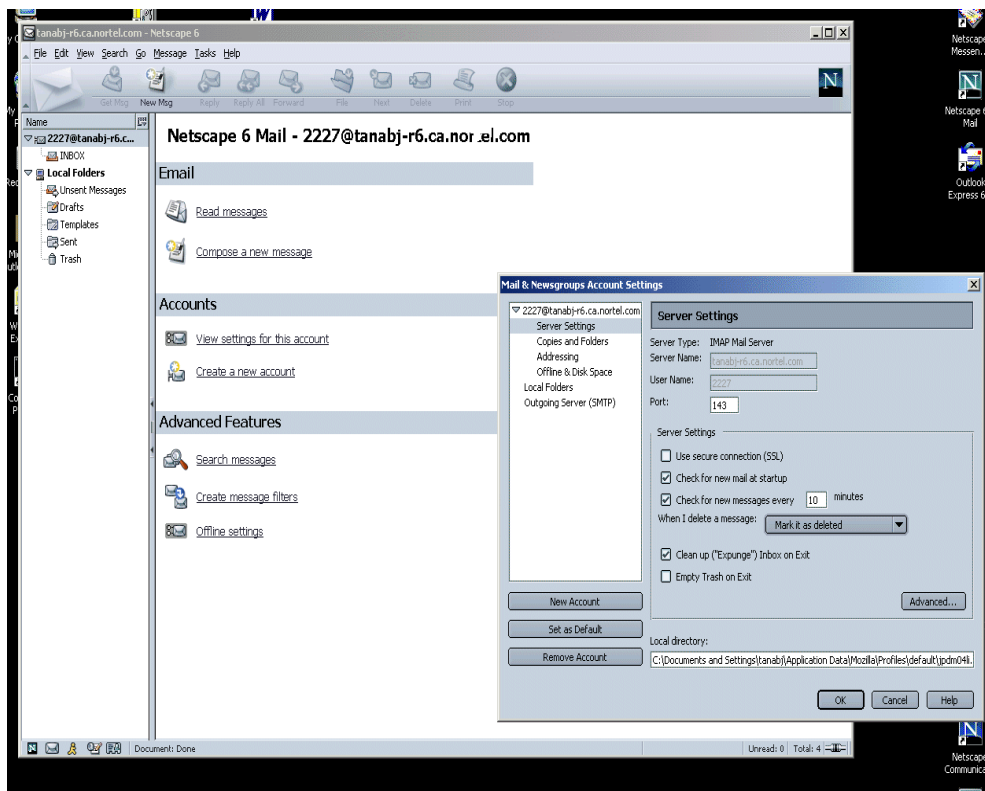 tanabj-r6.ca.nortel.com - Netscape 6
File Edit View Search Go Message Tasks Help
Get Msg New Msg Reply Reply All Forward File Next Delete Print Stop
N
Name
2227@tanabj-r6.c...
INBOX
Local Folders
Unsent Messages
Drafts
Templates
Sent
Trash
Netscape 6 Mail - 2227@tanabj-r6.ca.nortel.com
Email
Read messages
Compose a new message
Accounts
View settings for this account
Create a new account
Advanced Features
Search messages
Create message filters
Offline settings
Document: Done
Unread: 0 Total: 4
Mail & Newsgroups Account Settings
2227@tanabj-r6.ca.nortel.com
Server Settings
Copies and Folders
Addressing
Offline & Disk Space
Local Folders
Outgoing Server (SMTP)
New Account
Set as Default
Remove Account
Server Settings
Server Type: IMAP Mail Server
Server Name: tanabj-r6.ca.nortel.com
User Name: 2227
Port: 143
Server Settings
Use secure connection (SSL)
Check for new mail at startup
Check for new messages every 10 minutes
When I delete a message: Mark it as deleted
Clean up ("Expunge") Inbox on Exit
Empty Trash on Exit
Advanced...
Local directory:
C:\Documents and Settings\tanabj\Application Data\Mozilla\Profiles\default\jpdm04li.
OK Cancel Help
Netscape
Messen...
Netscape 6
Mail
Outlook
Express 6
Netscape
Communica